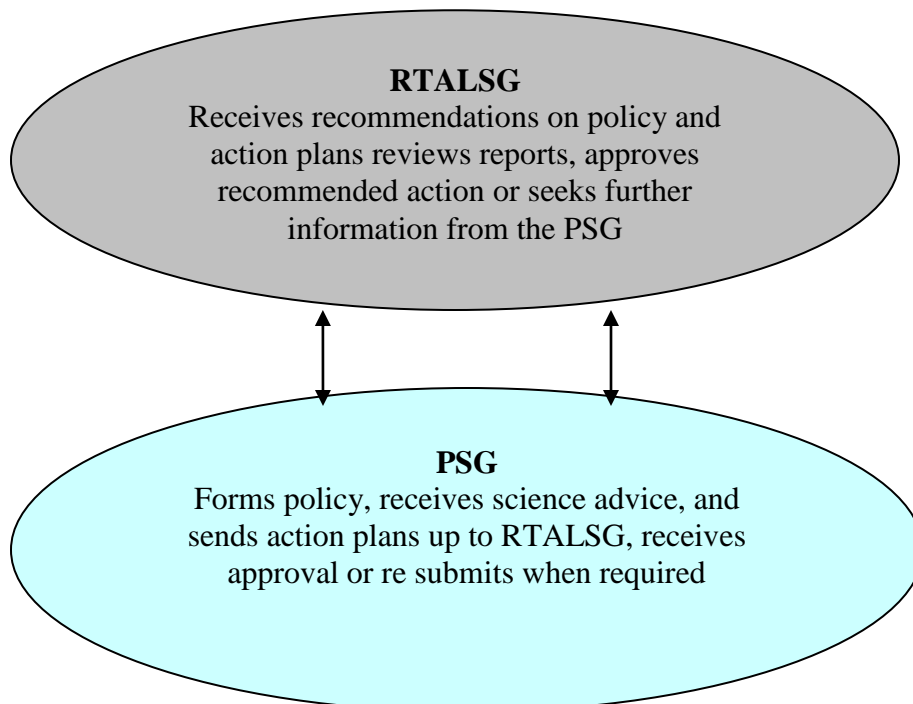 RTALSG
Receives recommendations on policy and
action plans reviews reports, approves
recommended action or seeks further
information from the PSG
PSG
Forms policy, receives science advice, and
sends action plans up to RTALSG, receives
approval or re submits when required